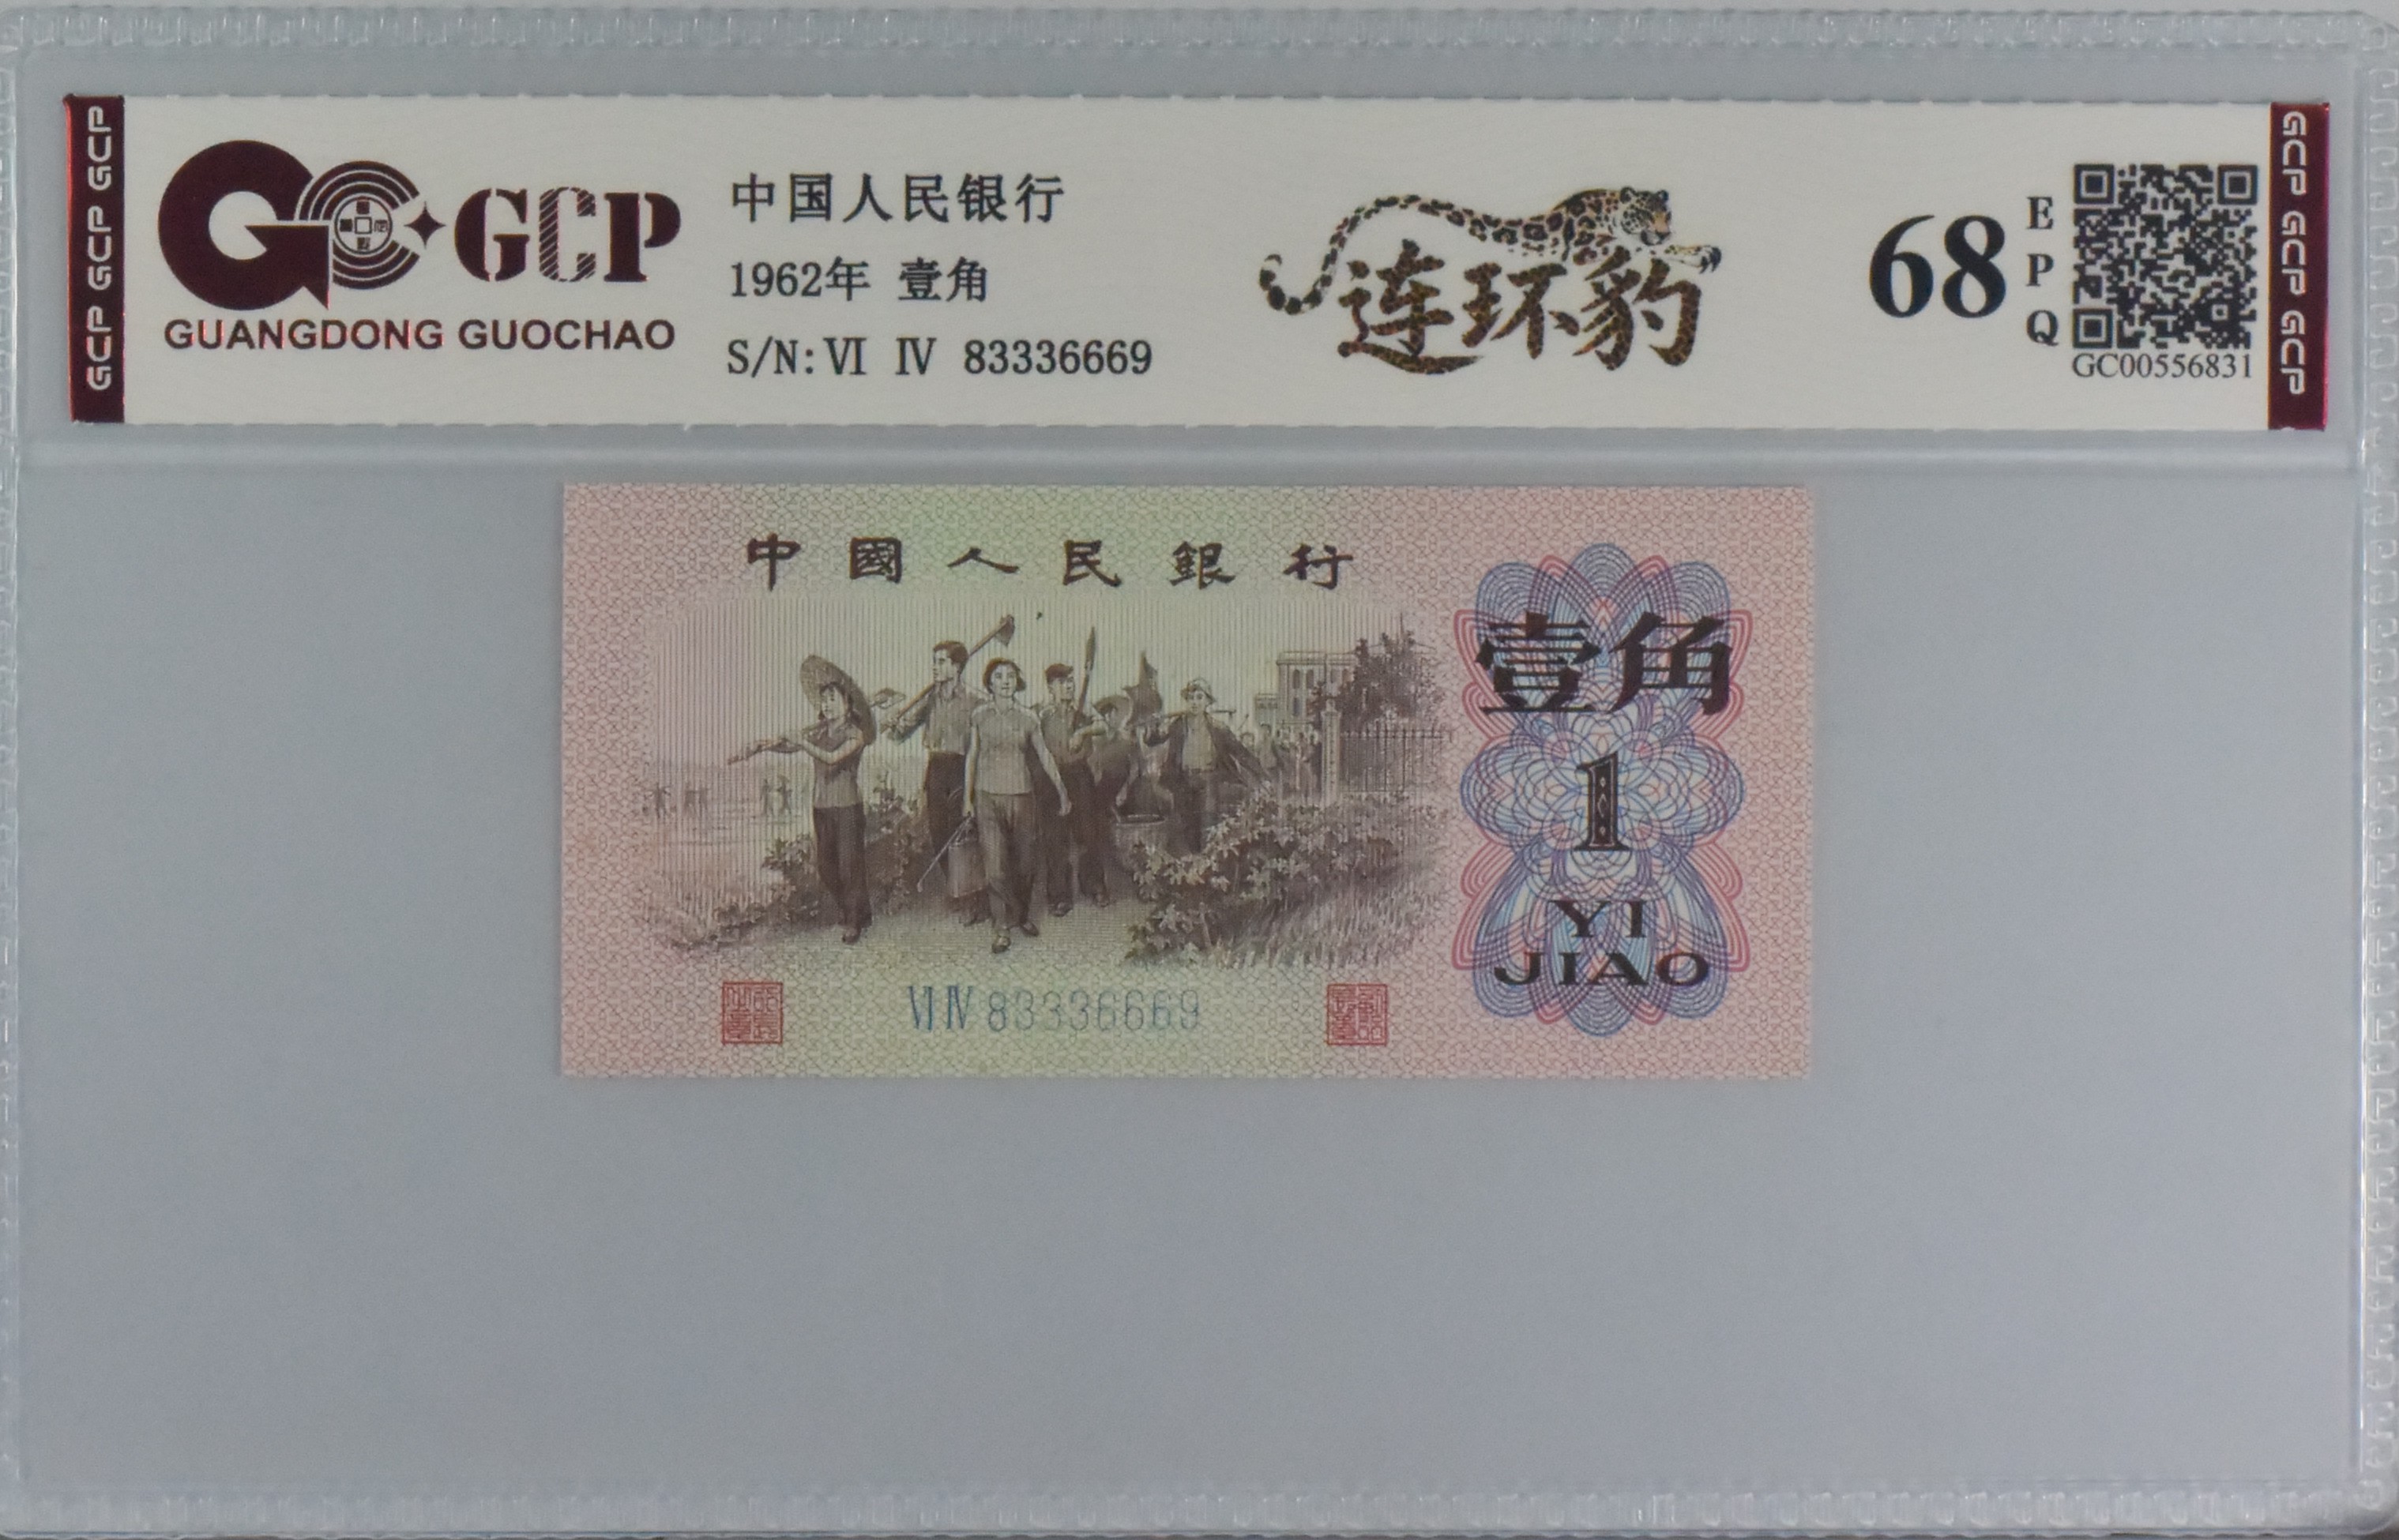 GCP GCP GCP
GCP
GUANGDONG GUOCHAO
中国人民银行
1962年 壹角
S/N: Ⅵ Ⅳ 83336669
连环豹
68
EPQ
GC00556831
GCP GCP GCP
中國人民銀行
壹角
1
YI
JIAO
Ⅵ Ⅳ 83336669